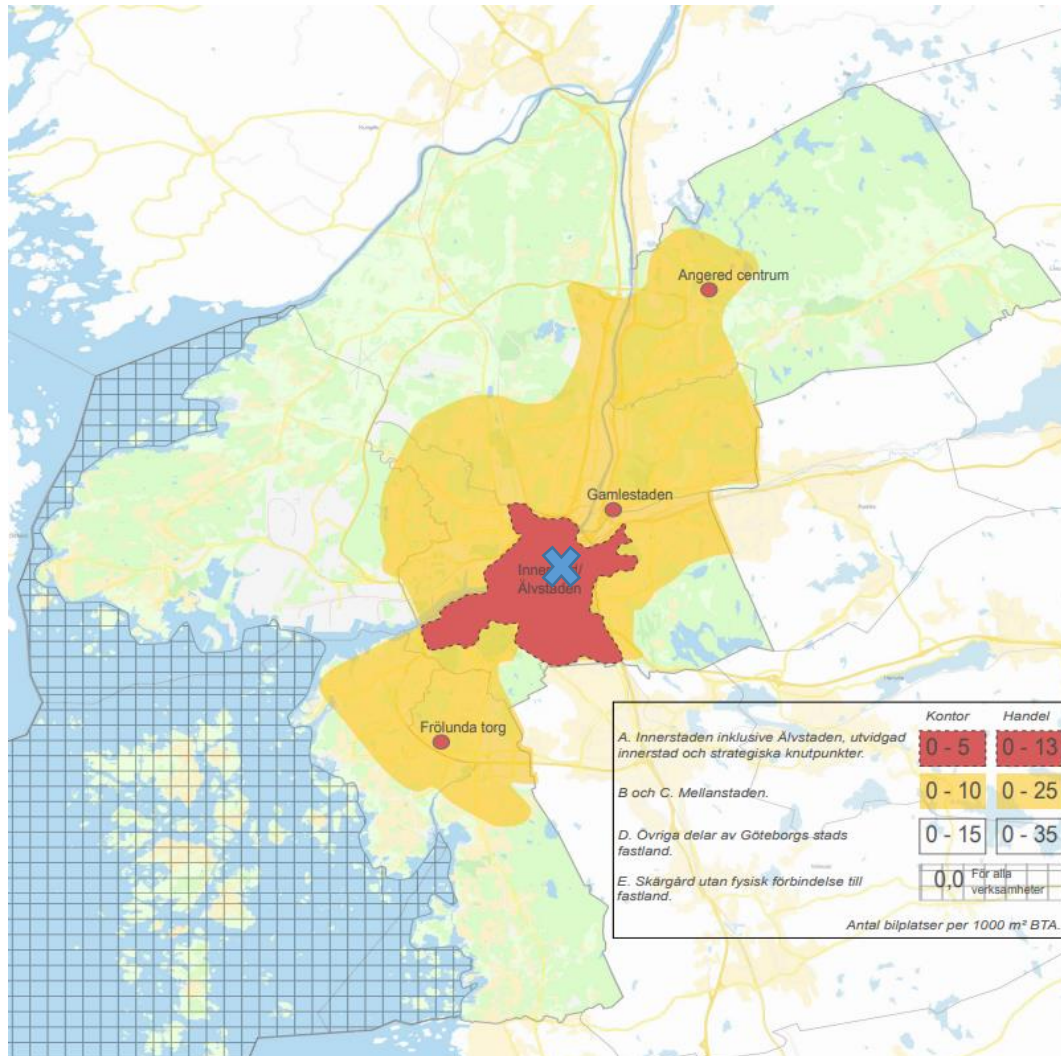 Angered centrum
Gamlestaden
Älvstaden
Frölunda torg
Kontor Handel
A. Innerstaden inklusive Älvstaden, utvidgad
innerstad och strategiska knutpunkter.
0 - 5 0 - 13
B och C. Mellanstaden.
0 - 10 0 - 25
D. Övriga delar av Göteborgs stads
fastland.
0 - 15 0 - 35
E. Skärgård utan fysisk förbindelse till
fastland.
0,0 För alla
verksamheter
Antal bilplatser per 1000 m² BTA.